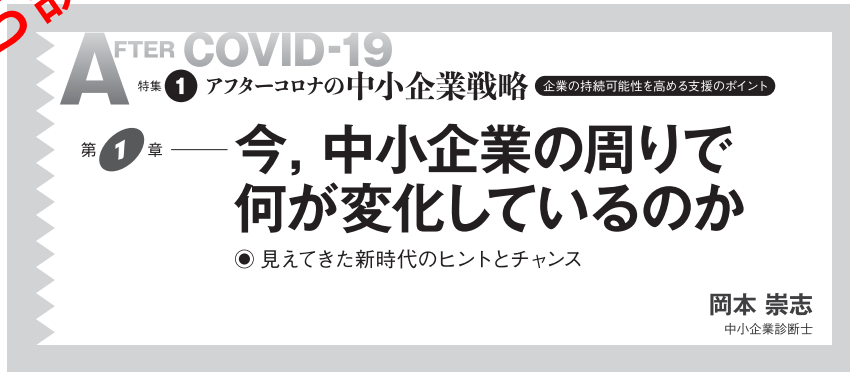 AFTER COVID-19
特集1 アフターコロナの中小企業戦略 企業の持続可能性を高める支援のポイント
第1章 今，中小企業の周りで
何が変化しているのか
◉ 見えてきた新時代のヒントとチャンス
岡本 崇志
中小企業診断士